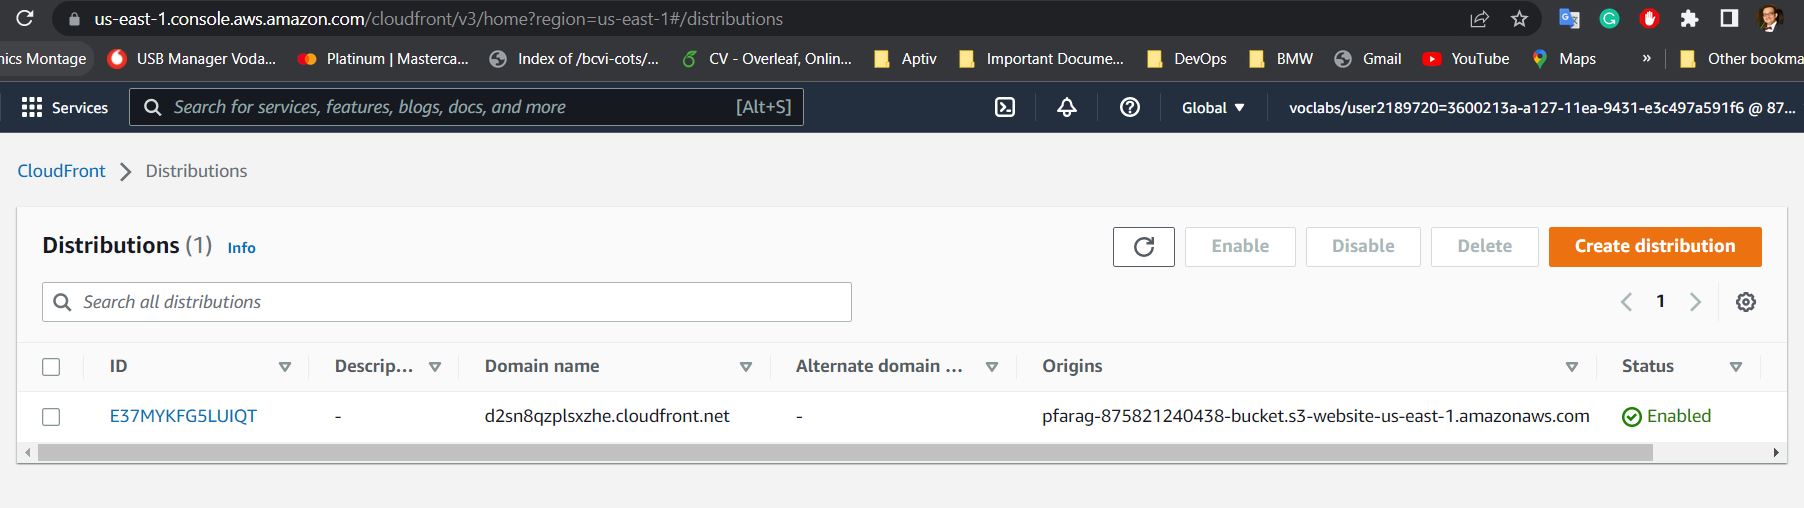 us-east-1.console.aws.amazon.com/cloudfront/v3/home?region=us-east-1#/distributions
nics Montage USB Manager Voda... Platinum | Masterca... Index of /bcvi-cots/... CV - Overleaf, Onlin... Aptiv Important Docume... DevOps BMW Gmail YouTube Maps » Other bookma
Services Search for services, features, blogs, docs, and more [Alt+S] Global ▼ voclabs/user2189720=3600213a-a127-11ea-9431-e3c497a591f6 @ 87...
CloudFront > Distributions
Distributions (1) Info Enable Disable Delete Create distribution
Search all distributions < 1 >
ID Descrip... Domain name Alternate domain ... Origins Status
E37MYKFG5LUIQT - d2sn8qzplsxzhe.cloudfront.net - pfarag-875821240438-bucket.s3-website-us-east-1.amazonaws.com Enabled